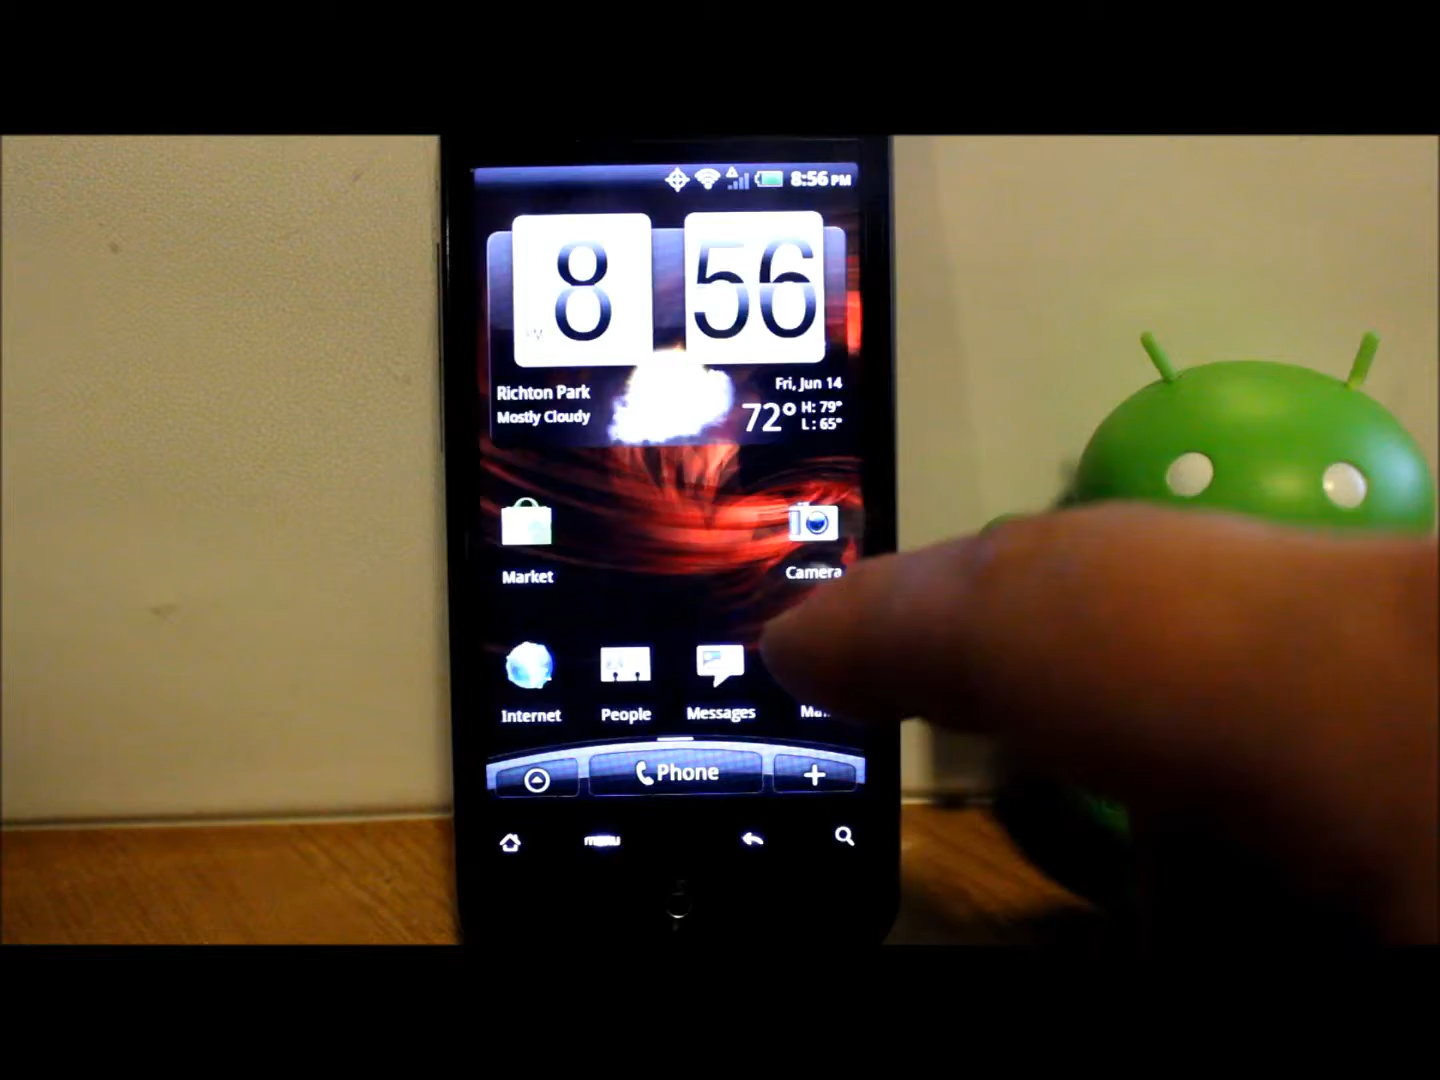 8:56 PM
8 56
Richton Park
Mostly Cloudy
Fri, Jun 14
72° H: 79°
L: 65°
Market
Camera
Internet People Messages
Phone
menu